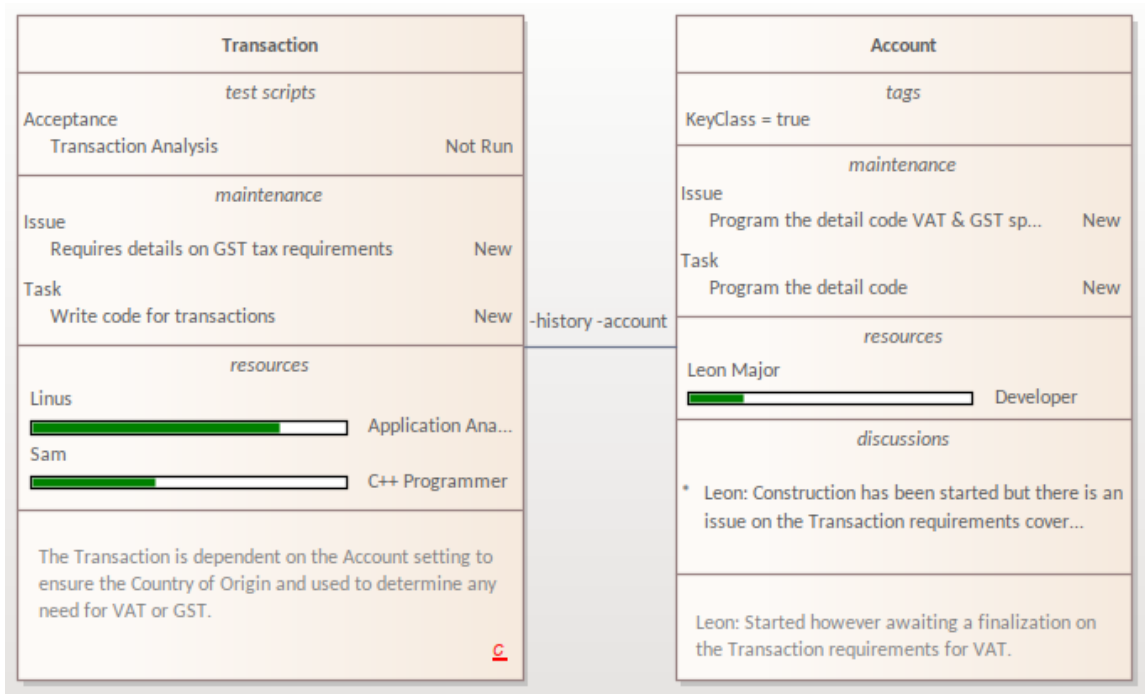 Transaction
test scripts
Acceptance
Transaction Analysis Not Run
maintenance
Issue
Requires details on GST tax requirements New
Task
Write code for transactions New
resources
Linus
Application Ana...
Sam
C++ Programmer
The Transaction is dependent on the Account setting to
ensure the Country of Origin and used to determine any
need for VAT or GST.
C
-history -account
Account
tags
KeyClass = true
maintenance
Issue
Program the detail code VAT & GST sp... New
Task
Program the detail code New
resources
Leon Major
Developer
discussions
* Leon: Construction has been started but there is an
issue on the Transaction requirements cover...
Leon: Started however awaiting a finalization on
the Transaction requirements for VAT.